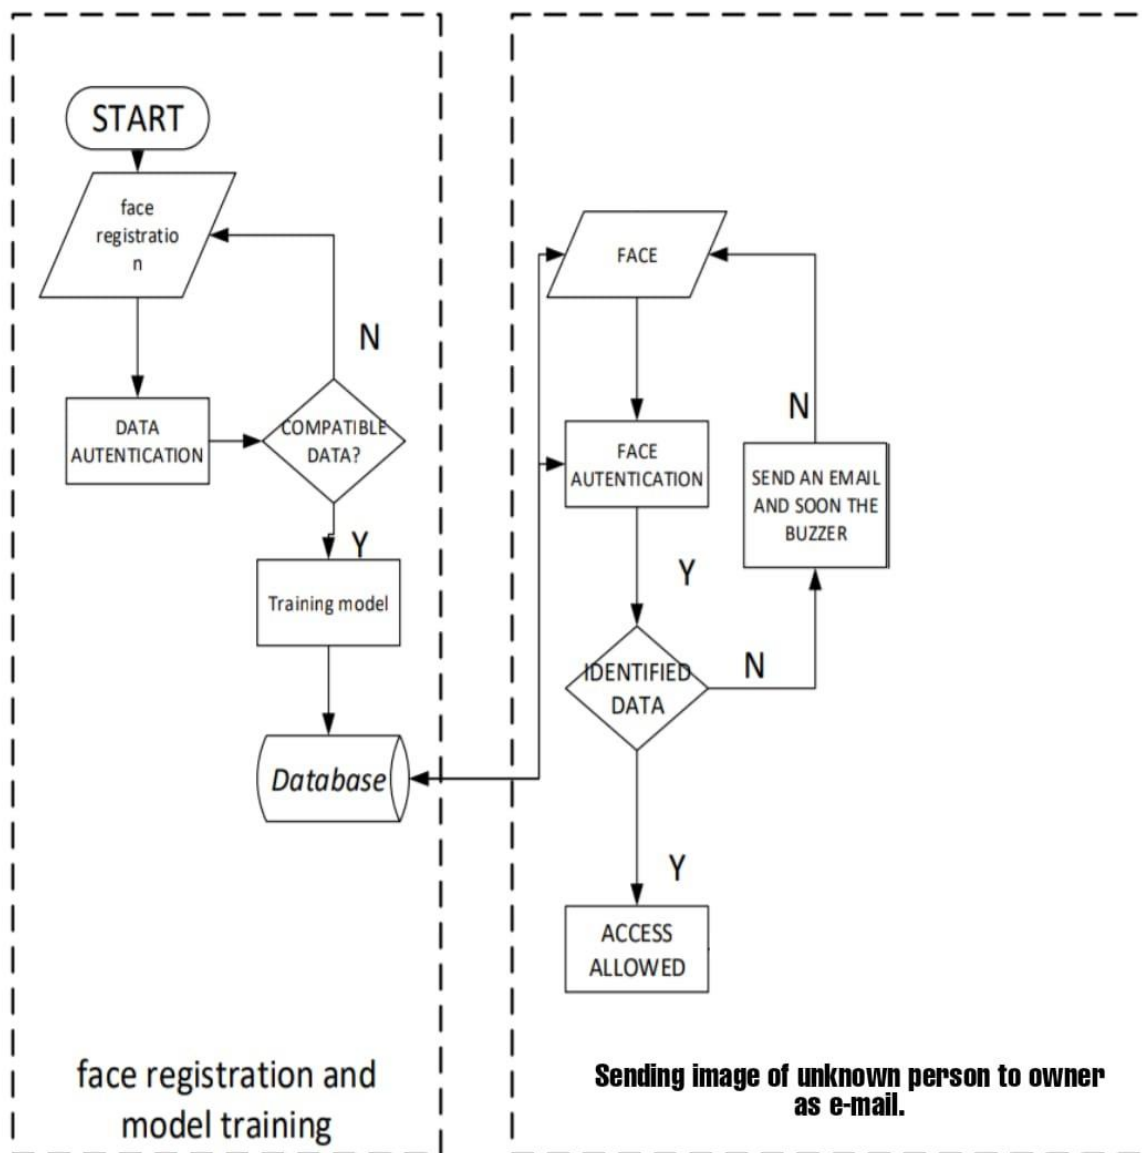 START
face
registratio
n
N
DATA
AUTENTICATION
COMPATIBLE
DATA?
Y
Training model
Database
face registration and
model training
FACE
FACE
AUTENTICATION
Y
N
SEND AN EMAIL
AND SOON THE
BUZZER
IDENTIFIED
DATA
N
Y
ACCESS
ALLOWED
Sending image of unknown person to owner
as e-mail.